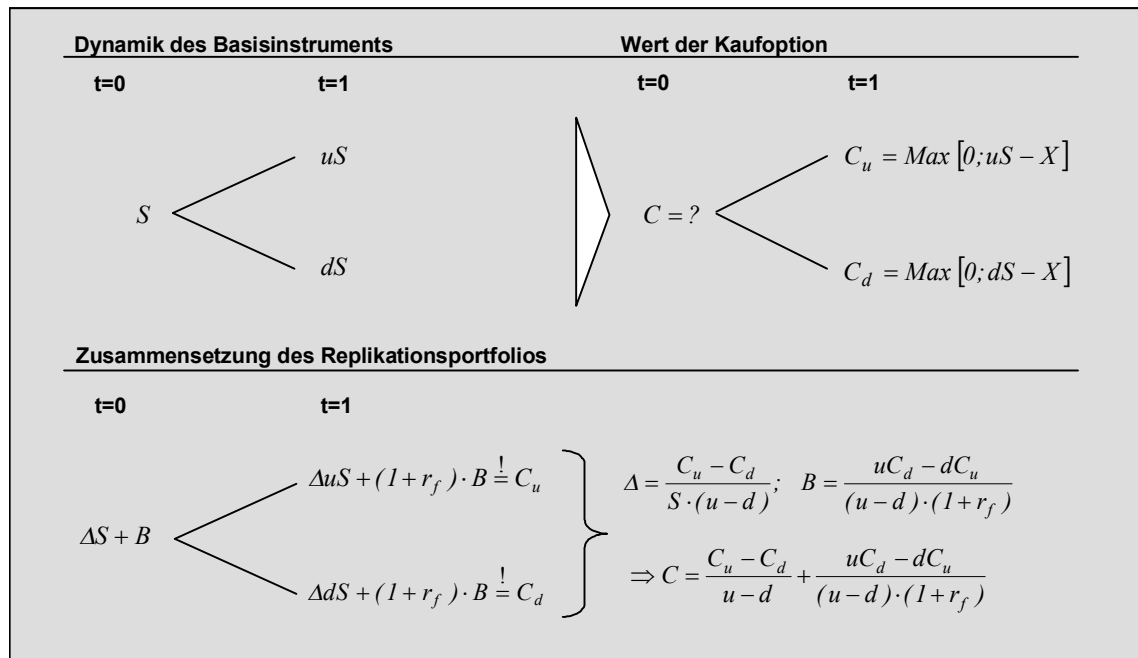 Dynamik des Basisinstruments
t=0 t=1
uS
S
dS
Wert der Kaufoption
t=0 t=1
C_u = Max [0;uS – X]
C = ?
C_d = Max [0;dS – X]
Zusammensetzung des Replikationsportfolios
t=0 t=1
ΔuS + (1+r_f)·B =! C_u
ΔS + B
ΔdS + (1+r_f)·B =! C_d
Δ = (C_u – C_d) / (S·(u–d)); B = (uC_d – dC_u) / ((u–d)·(1+r_f))
⇒ C = (C_u – C_d) / (u–d) + (uC_d – dC_u) / ((u–d)·(1+r_f))